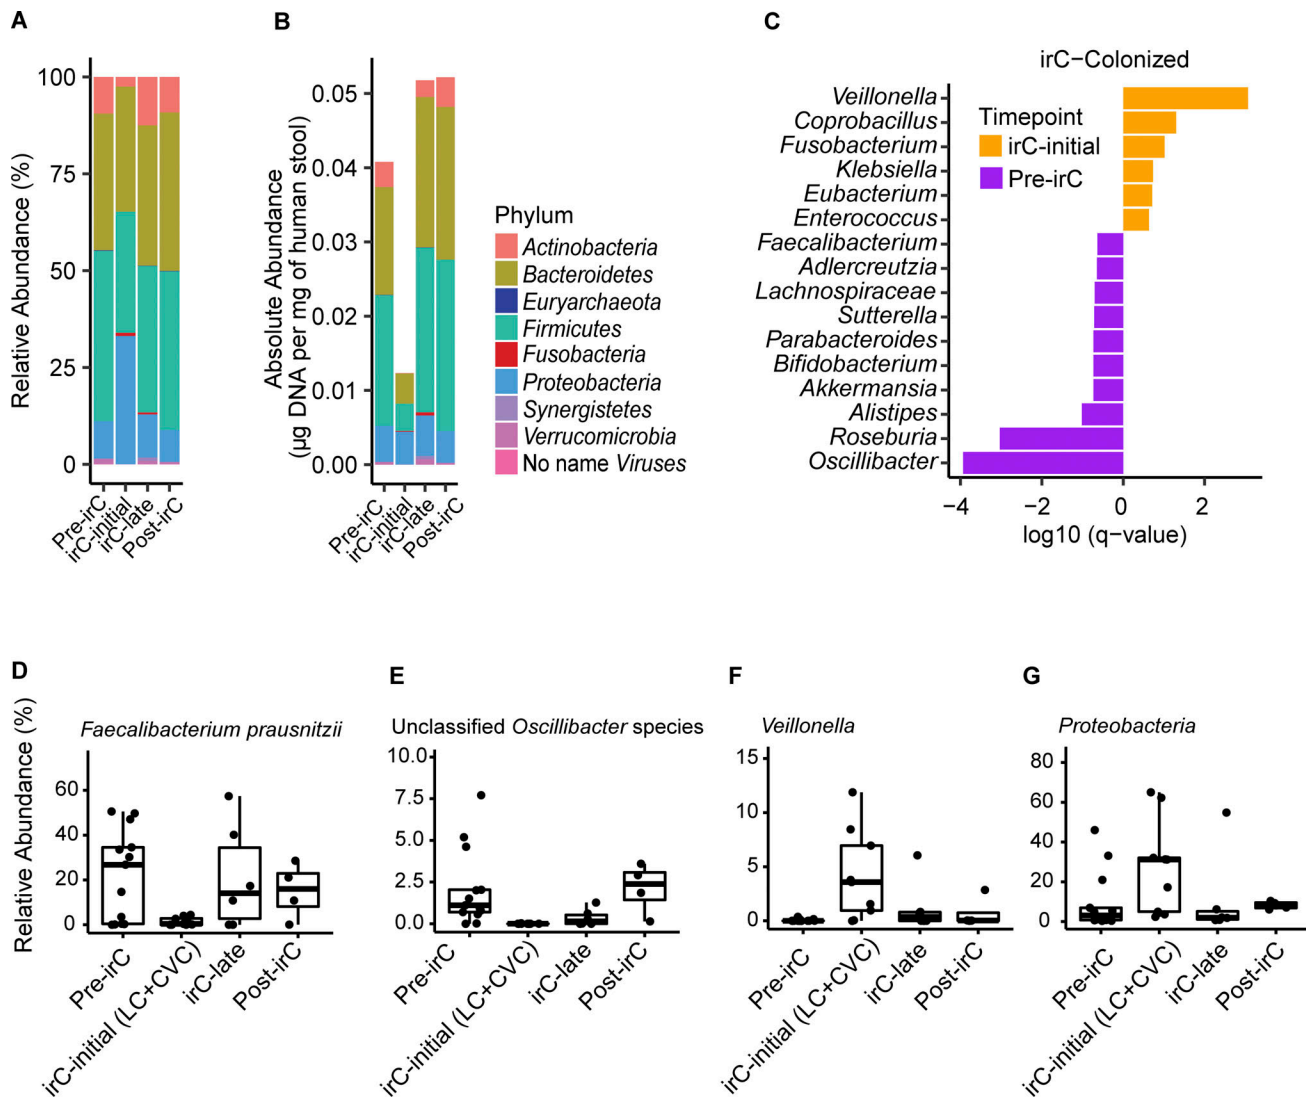 A
Relative Abundance (%)
100
75
50
25
0
Pre-irC
irC-initial
irC-late
Post-irC
B
Absolute Abundance
(µg DNA per mg of human stool)
0.05
0.04
0.03
0.02
0.01
0.00
Pre-irC
irC-initial
irC-late
Post-irC
Phylum
Actinobacteria
Bacteroidetes
Euryarchaeota
Firmicutes
Fusobacteria
Proteobacteria
Synergistetes
Verrucomicrobia
No name Viruses
C
irC−Colonized
Veillonella
Coprobacillus
Fusobacterium
Klebsiella
Eubacterium
Enterococcus
Faecalibacterium
Adlercreutzia
Lachnospiraceae
Sutterella
Parabacteroides
Bifidobacterium
Akkermansia
Alistipes
Roseburia
Oscillibacter
Timepoint
irC-initial
Pre-irC
−4 −2 0 2
log10 (q−value)
D
Relative Abundance (%)
Faecalibacterium prausnitzii
60
40
20
0
Pre-irC
irC-initial (LC+CVC)
irC-late
Post-irC
E
Unclassified Oscillibacter species
10.0
7.5
5.0
2.5
0.0
Pre-irC
irC-initial (LC+CVC)
irC-late
Post-irC
F
Veillonella
15
10
5
0
Pre-irC
irC-initial (LC+CVC)
irC-late
Post-irC
G
Proteobacteria
80
60
40
20
0
Pre-irC
irC-initial (LC+CVC)
irC-late
Post-irC